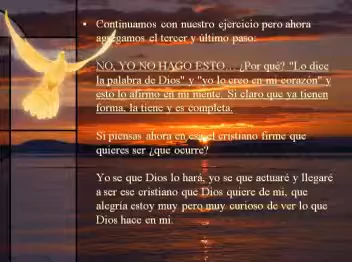 • Continuamos con nuestro ejercicio pero ahora
agregamos el tercer y último paso:
NO, YO NO HAGO ESTO….¿Por qué? "Lo dice
la palabra de Dios" y "yo lo creo en mi corazón" y
esto lo afirmo en mi mente. Si claro que ya tienen
forma, la tiene y es completa.
Si piensas ahora en ese el cristiano firme que
quieres ser ¿que ocurre?
Yo se que Dios lo hará, yo se que actuaré y llegaré
a ser ese cristiano que Dios quiere de mi, que
alegría estoy muy pero muy curioso de ver lo que
Dios hace en mi.